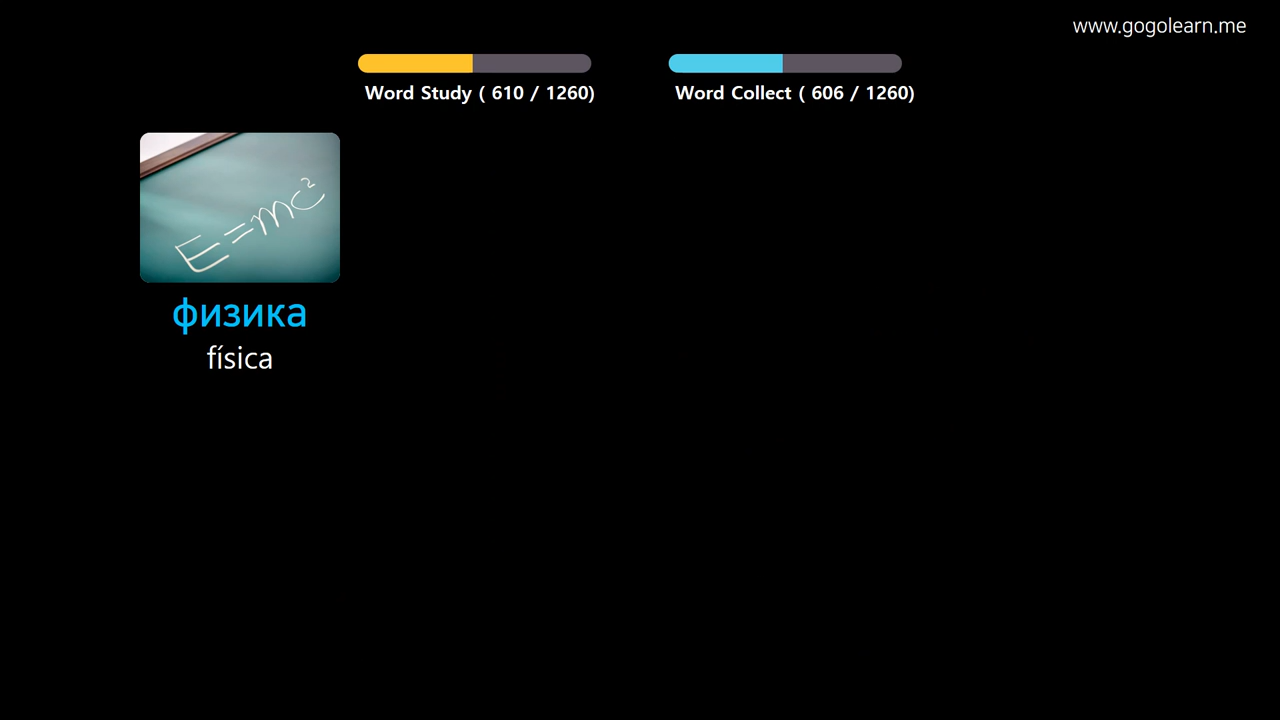 www.gogolearn.me
Word Study ( 610 / 1260)
Word Collect ( 606 / 1260)
E=mc²
физика
física